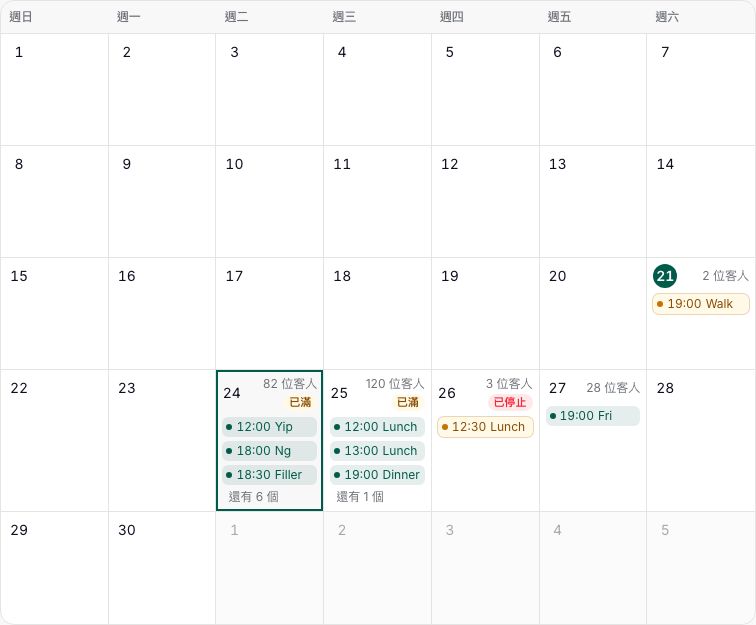 週日 週一 週二 週三 週四 週五 週六
1 2 3 4 5 6 7
8 9 10 11 12 13 14
15 16 17 18 19 20 21 2 位客人
19:00 Walk
22 23 24 82 位客人 已滿
12:00 Yip
18:00 Ng
18:30 Filler
還有 6 個
25 120 位客人 已滿
12:00 Lunch
13:00 Lunch
19:00 Dinner
還有 1 個
26 3 位客人 已停止
12:30 Lunch
27 28 位客人
19:00 Fri
28
29 30 1 2 3 4 5